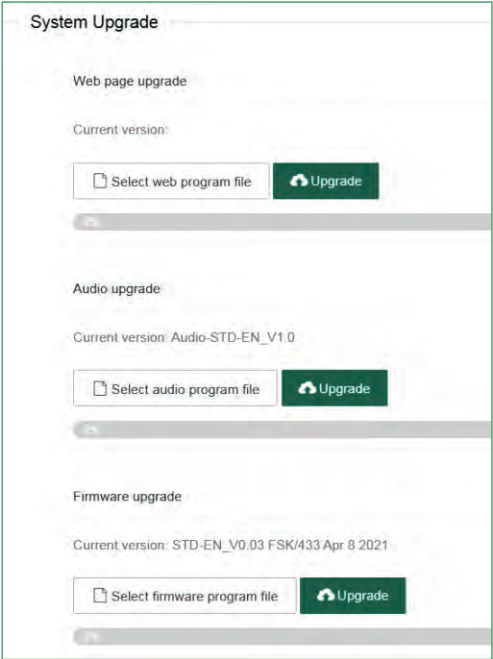 System Upgrade
Web page upgrade
Current version:
Select web program file Upgrade
Audio upgrade
Current version: Audio-STD-EN_V1.0
Select audio program file Upgrade
Firmware upgrade
Current version: STD-EN_V0.03 FSK/433 Apr 8 2021
Select firmware program file Upgrade